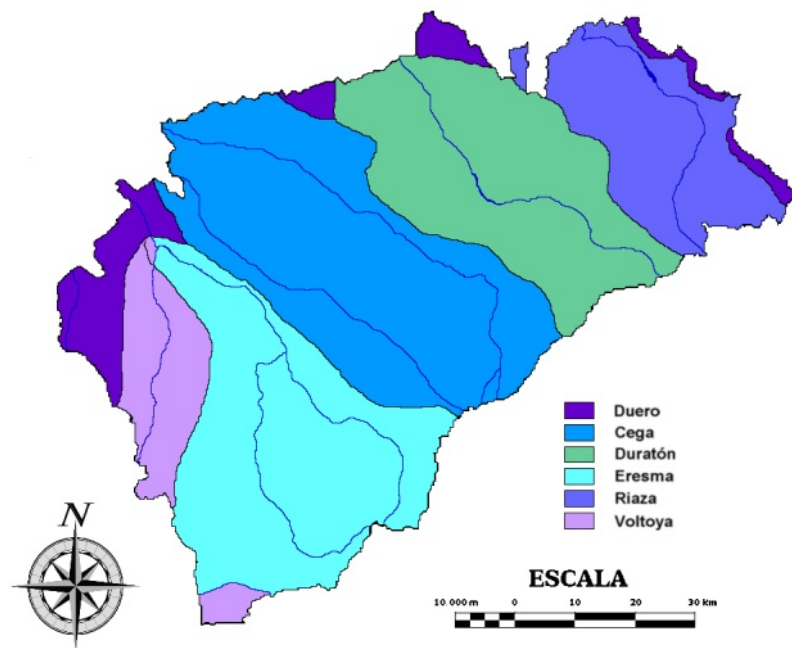 Duero
Cega
Duratón
Eresma
Riaza
Voltoya
N
ESCALA
10 000 m 0 10 20 30 km